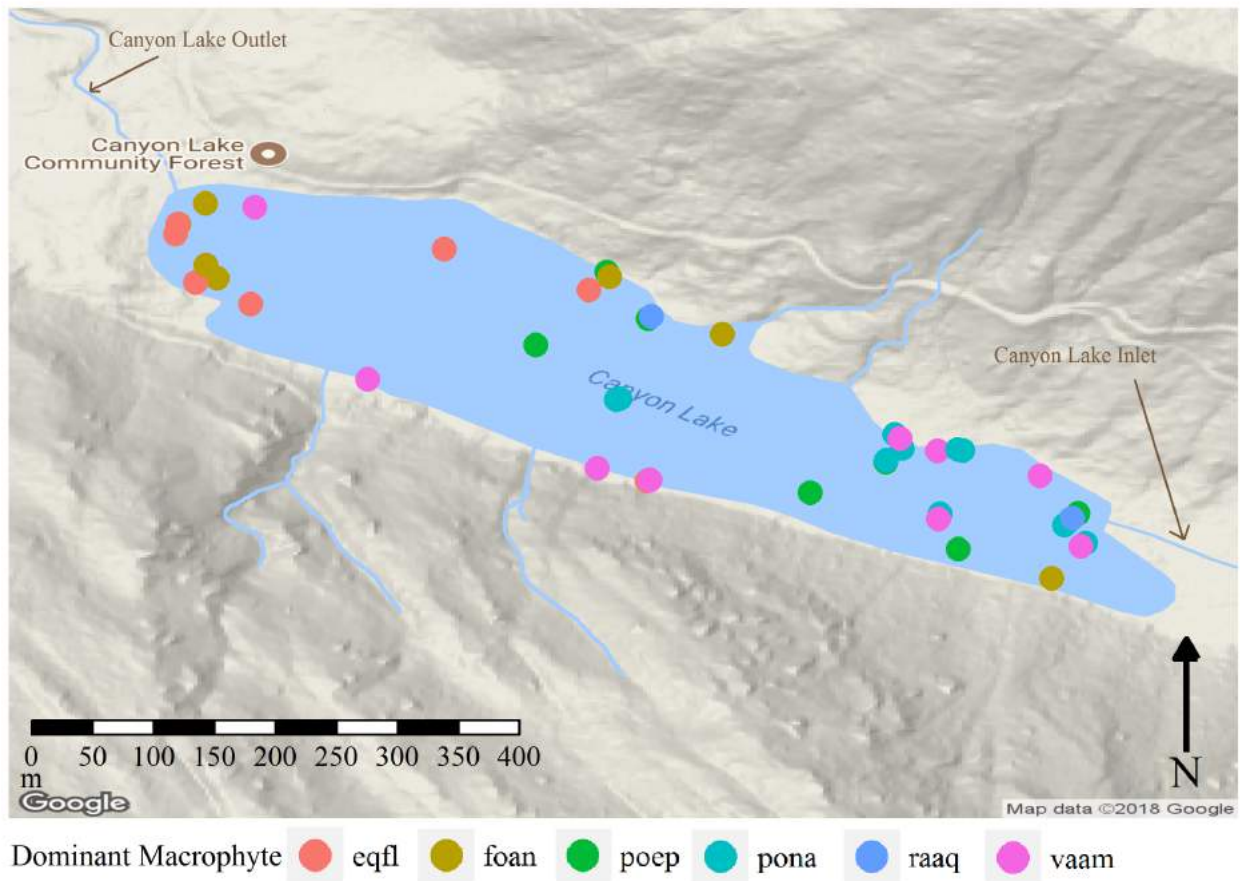 Canyon Lake Outlet
Canyon Lake
Community Forest
Canyon Lake Inlet
Canyon Lake
0 50 100 150 200 250 300 350 400
m
N
Google
Map data ©2018 Google
Dominant Macrophyte eqfl foan poep pona raaq vaam